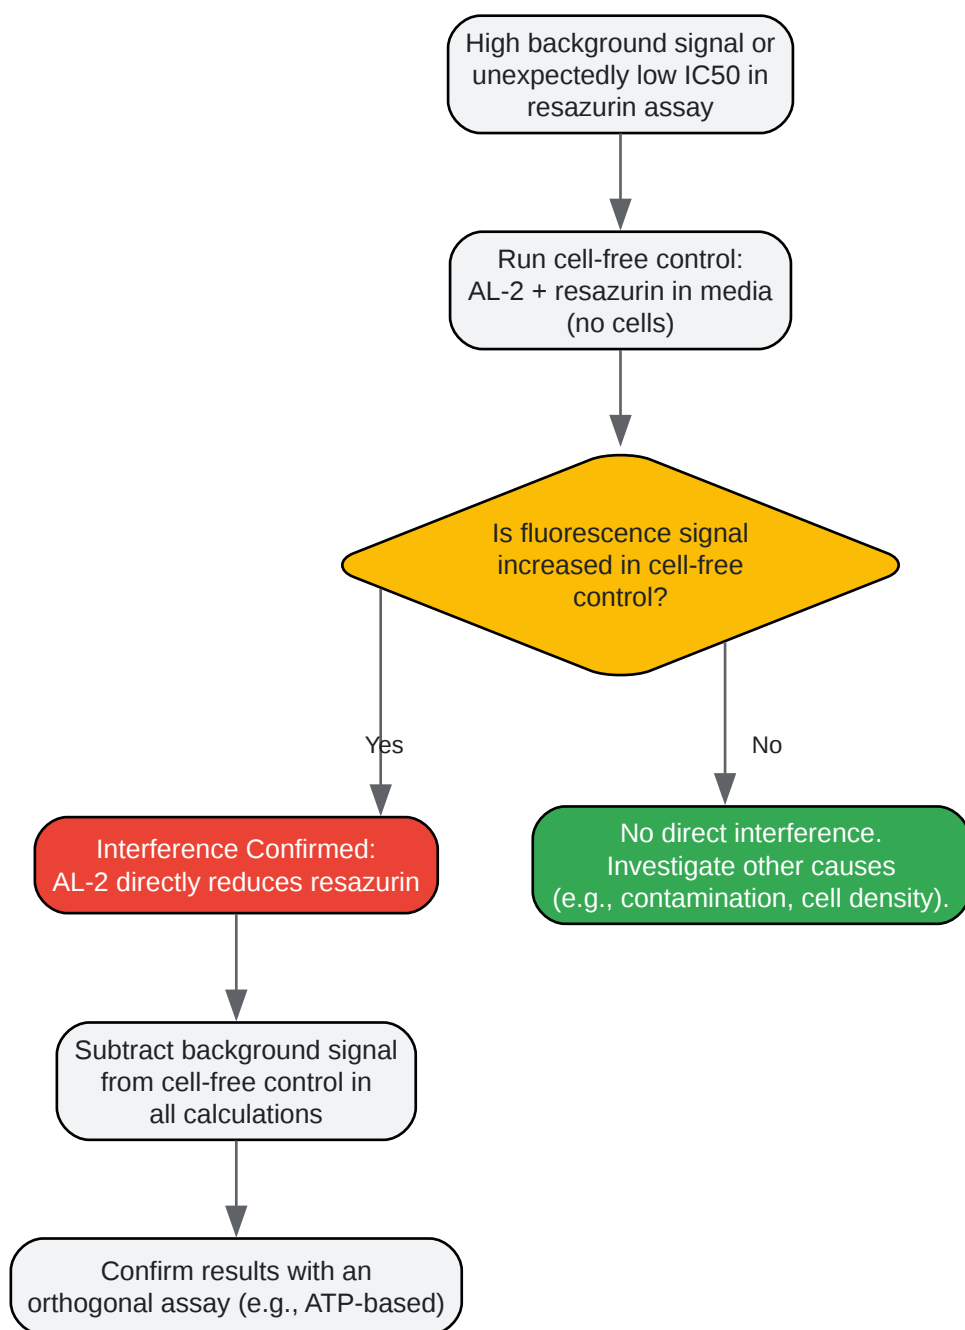 High background signal or
unexpectedly low IC50 in
resazurin assay
Run cell-free control:
AL-2 + resazurin in media
(no cells)
Is fluorescence signal
increased in cell-free
control?
Yes
No
Interference Confirmed:
AL-2 directly reduces resazurin
No direct interference.
Investigate other causes
(e.g., contamination, cell density).
Subtract background signal
from cell-free control in
all calculations
Confirm results with an
orthogonal assay (e.g., ATP-based)